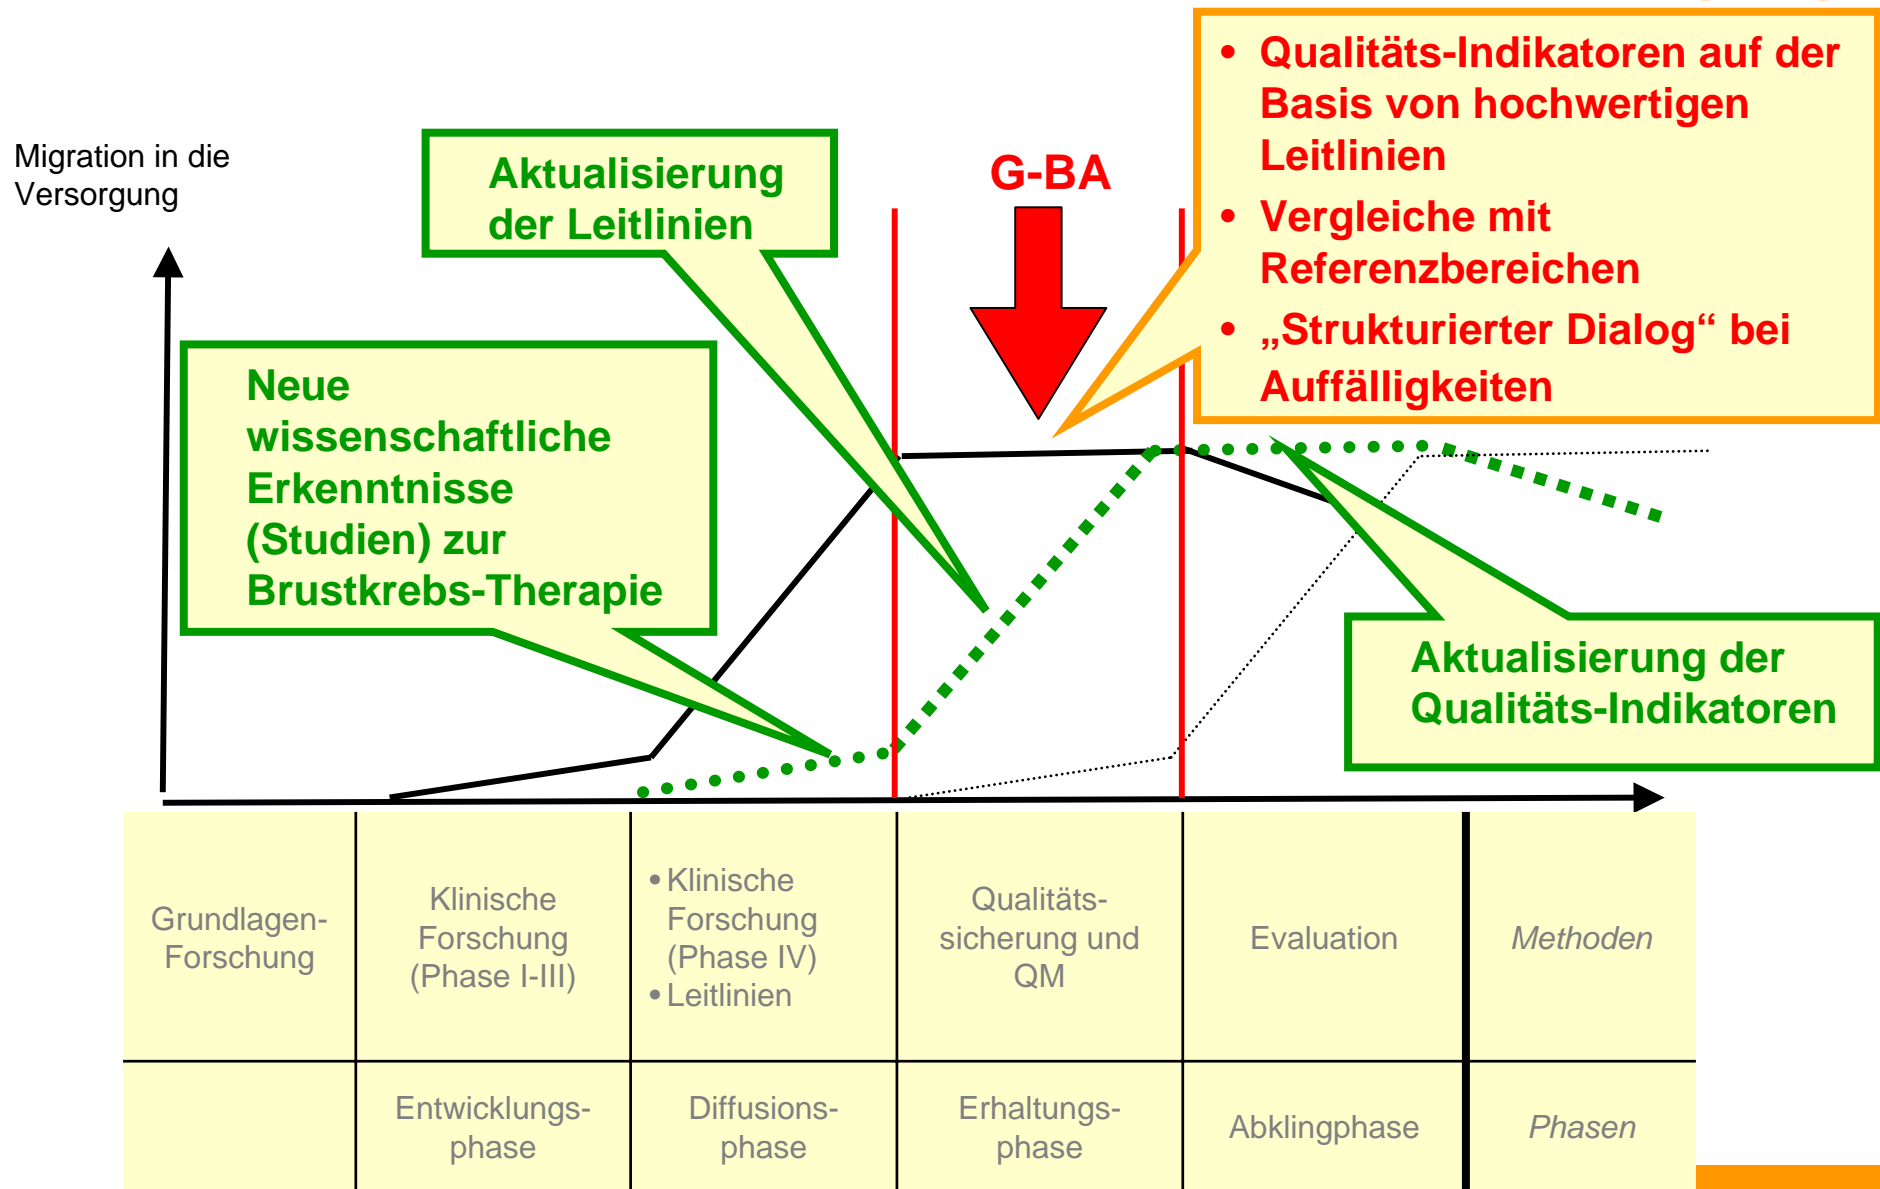 • Qualitäts-Indikatoren auf der
Basis von hochwertigen
Leitlinien
• Vergleiche mit
Referenzbereichen
• „Strukturierter Dialog“ bei
Auffälligkeiten
Migration in die
Versorgung
Aktualisierung
der Leitlinien
G-BA
Neue
wissenschaftliche
Erkenntnisse
(Studien) zur
Brustkrebs-Therapie
Aktualisierung der
Qualitäts-Indikatoren
Grundlagen-
Forschung
Klinische
Forschung
(Phase I-III)
• Klinische
Forschung
(Phase IV)
• Leitlinien
Qualitäts-
sicherung und
QM
Evaluation
Methoden
Entwicklungs-
phase
Diffusions-
phase
Erhaltungs-
phase
Abklingphase
Phasen